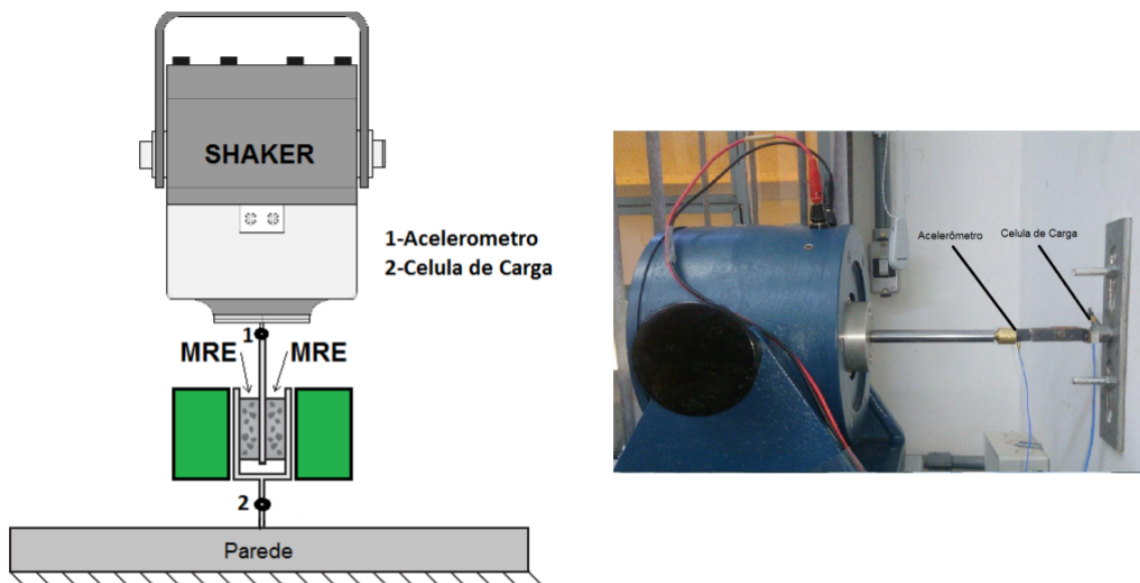 SHAKER
1-Acelerometro
2-Celula de Carga
1
MRE MRE
2
Parede
Acelerômetro
Celula de Carga